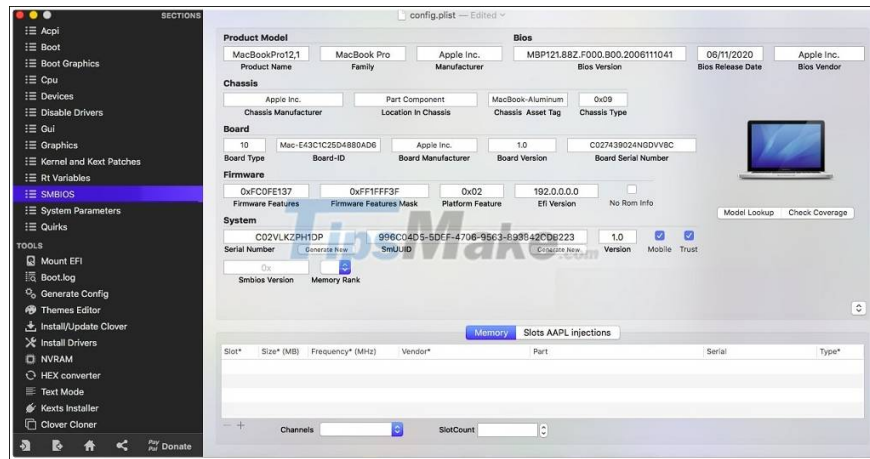 SECTIONS
config.plist — Edited
Acpi
Boot
Boot Graphics
Cpu
Devices
Disable Drivers
Gui
Graphics
Kernel and Kext Patches
Rt Variables
SMBIOS
System Parameters
Quirks
TOOLS
Mount EFI
Boot.log
Generate Config
Themes Editor
Install/Update Clover
Install Drivers
NVRAM
HEX converter
Text Mode
Kexts Installer
Clover Cloner
Pay Pal Donate
Product Model
Bios
MacBookPro12,1 MacBook Pro Apple Inc. MBP121.88Z.F000.B00.2006111041 06/11/2020 Apple Inc.
Product Name Family Manufacturer Bios Version Bios Release Date Bios Vendor
Chassis
Apple Inc. Part Component MacBook-Aluminum 0x09
Chassis Manufactur Location In Chassis Chassis Asset Tag Chassis Type
Board
10 Mac-E43C1C25D4880AD6 Apple Inc. 1.0 C027439024NGDVV8C
Board Type Board-ID Board Manufacturer Board Version Board Serial Number
Firmware
0xFC0FE137 0xFF1FFF3F 0x02 192.0.0.0
Firmware Features Firmware Features Mask Platform Feature Efi Version No Rom Info
Model Lookup Check Coverage
System
C02VLKZPH1DP 996C04D5-5DEF-4706-9563-893842CDB223 1.0
Serial Number Generate New SmUUID Generate New Version Mobile Trust
0x
Smbios Version Memory Rank
TipsMake.com
Memory Slots AAPL injections
Slot* Size* (MB) Frequency* (MHz) Vendor* Part Serial Type*
Channels SlotCount